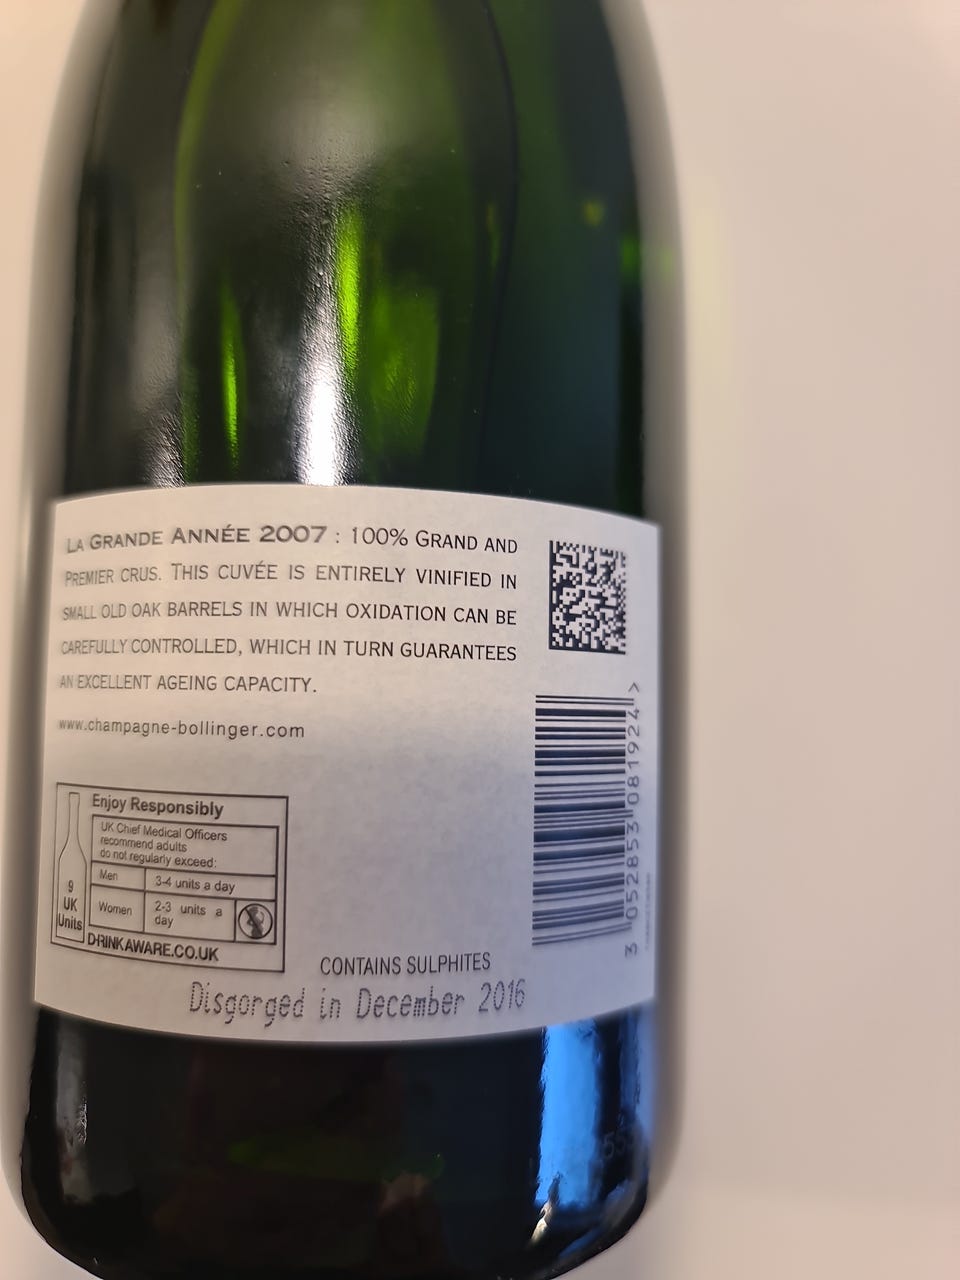 LA GRANDE ANNÉE 2007 : 100% GRAND AND
PREMIER CRUS. THIS CUVÉE IS ENTIRELY VINIFIED IN
SMALL OLD OAK BARRELS IN WHICH OXIDATION CAN BE
CAREFULLY CONTROLLED, WHICH IN TURN GUARANTEES
AN EXCELLENT AGEING CAPACITY.
www.champagne-bollinger.com
Enjoy Responsibly
UK Chief Medical Officers
recommend adults
do not regularly exceed:
Men 3-4 units a day
Women 2-3 units a
day
9
UK
Units
DRINKAWARE.CO.UK
CONTAINS SULPHITES
Disgorged in December 2016
3 052853 081924 >